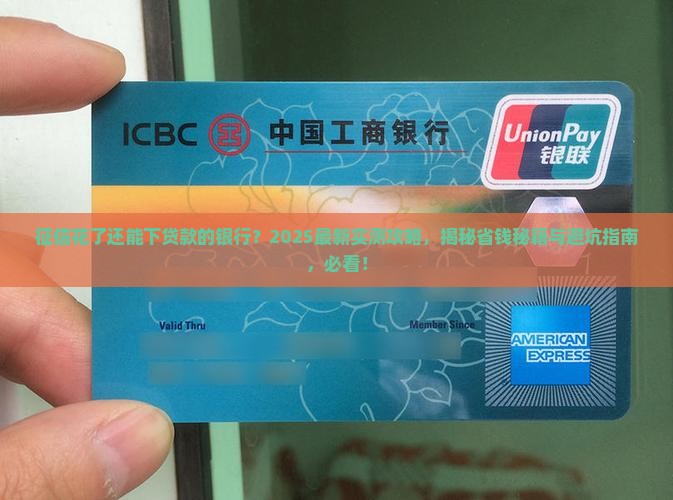 ICBC 中国工商银行
UnionPay
银联
征信花了还能下贷款的银行？2025最新实测攻略，揭秘省钱秘籍与避坑指南
，必看！
Valid Thru
Member Since
AMERICAN
EXPRESS